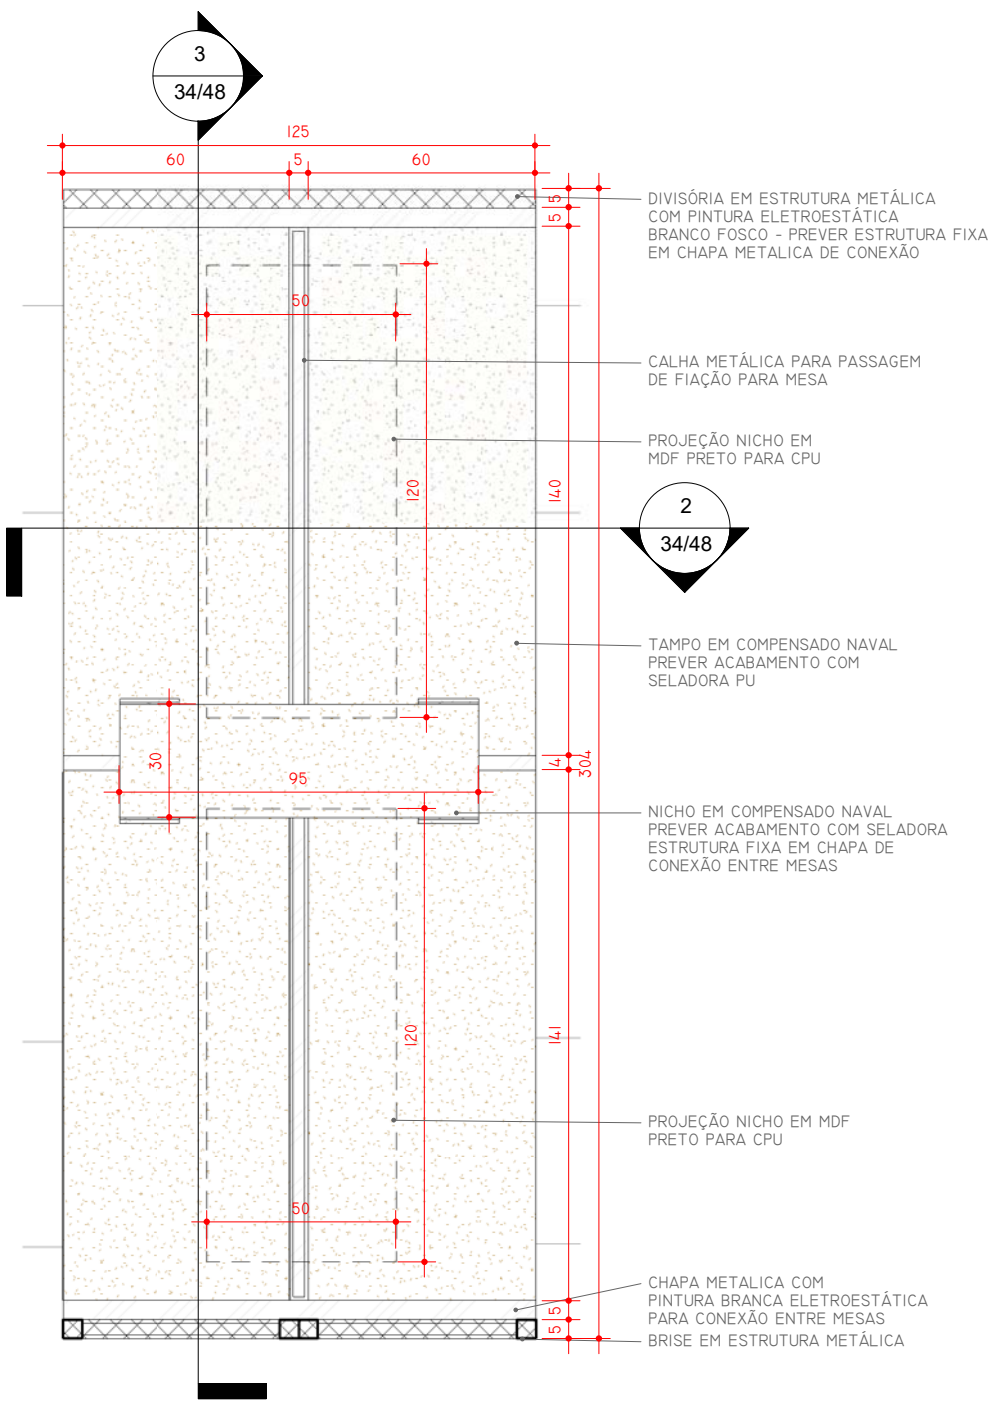 3
34/48
125
60
5
60
5
5
DIVISÓRIA EM ESTRUTURA METÁLICA
COM PINTURA ELETROESTÁTICA
BRANCO FOSCO - PREVER ESTRUTURA FIXA
EM CHAPA METALICA DE CONEXÃO
50
CALHA METÁLICA PARA PASSAGEM
DE FIAÇÃO PARA MESA
PROJEÇÃO NICHO EM
MDF PRETO PARA CPU
120
140
2
34/48
TAMPO EM COMPENSADO NAVAL
PREVER ACABAMENTO COM
SELADORA PU
30
95
4
304
NICHO EM COMPENSADO NAVAL
PREVER ACABAMENTO COM SELADORA
ESTRUTURA FIXA EM CHAPA DE
CONEXÃO ENTRE MESAS
120
141
PROJEÇÃO NICHO EM MDF
PRETO PARA CPU
50
CHAPA METALICA COM
PINTURA BRANCA ELETROESTÁTICA
PARA CONEXÃO ENTRE MESAS
BRISE EM ESTRUTURA METÁLICA
5
5